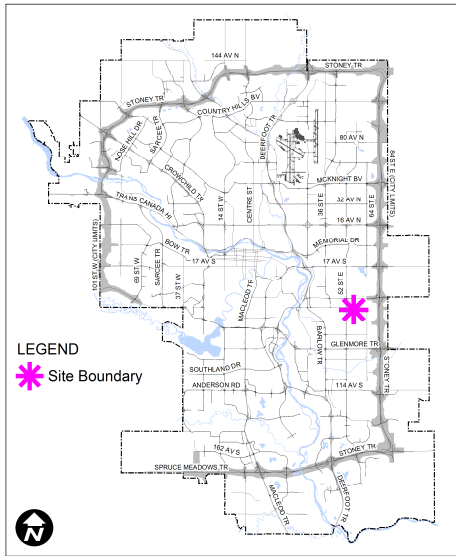 144 AV N
STONEY TR
COUNTRY HILLS BV
STONEY TR
SARCEE TR
NOSE HILL DR
DEERFOOT TR
80 AV N
CROWCHILD TR
MCKNIGHT BV
84 ST E (CITY LIMITS)
TRANS CANADA HI
14 ST W
CENTRE ST
36 ST E
32 AV N
64 ST E
16 AV N
101 ST W (CITY LIMITS)
BOW TR
MEMORIAL DR
17 AV S
17 AV S
69 ST W
SARCEE TR
37 ST W
MACLEOD TR
52 ST E
BARLOW TR
GLENMORE TR
LEGEND
Site Boundary
SOUTHLAND DR
ANDERSON RD
114 AV S
STONEY TR
162 AV S
STONEY TR
SPRUCE MEADOWS TR
MACLEOD TR
DEERFOOT TR
N